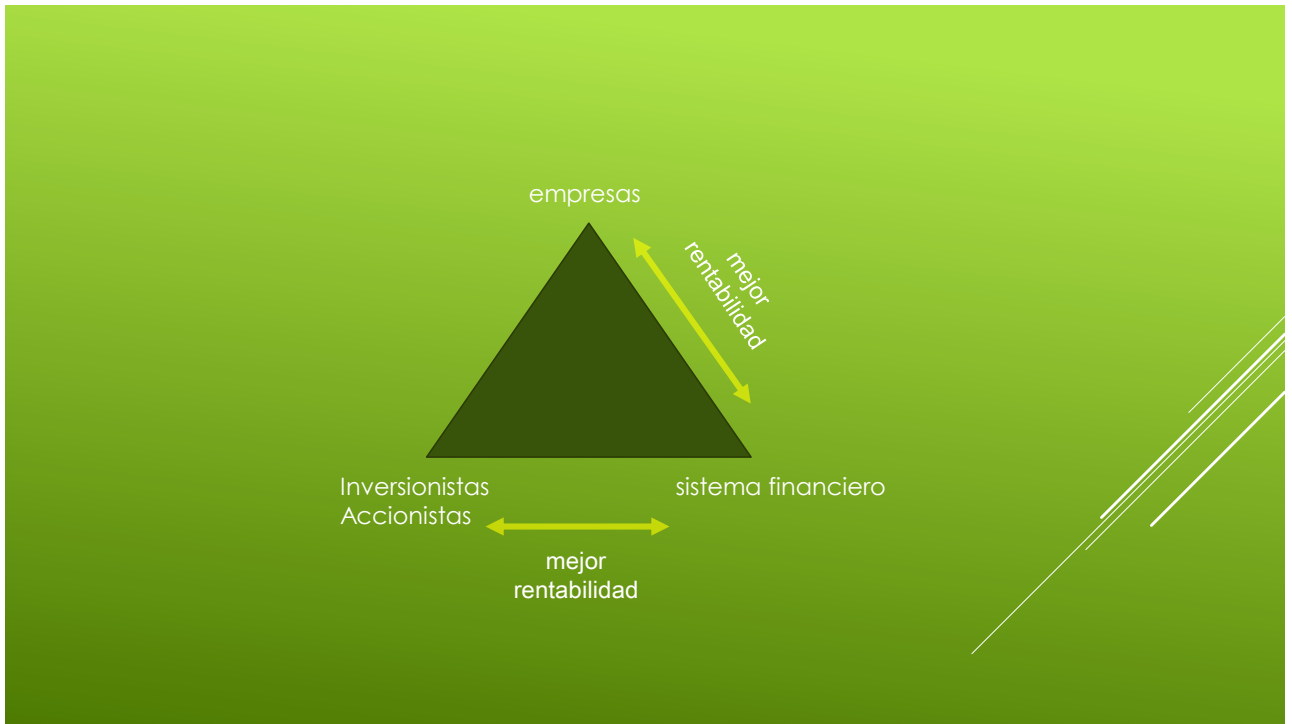 empresas
mejor
rentabilidad
Inversionistas
Accionistas
sistema financiero
mejor
rentabilidad